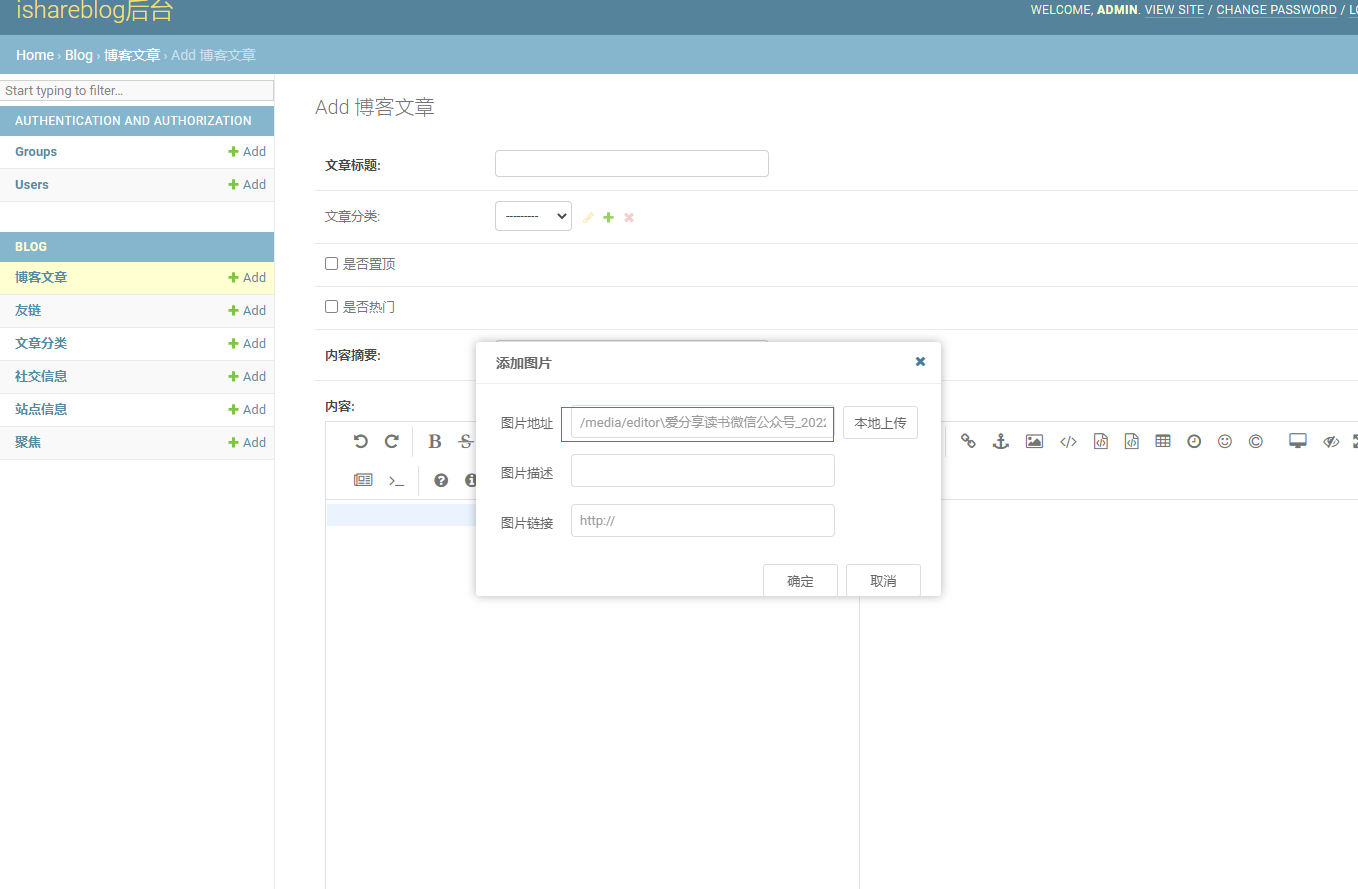 ishareblog后台
WELCOME, ADMIN. VIEW SITE / CHANGE PASSWORD / LO
Home › Blog › 博客文章 › Add 博客文章
Start typing to filter...
AUTHENTICATION AND AUTHORIZATION
Groups Add
Users Add
BLOG
博客文章 Add
友链 Add
文章分类 Add
社交信息 Add
站点信息 Add
聚焦 Add
Add 博客文章
文章标题:
文章分类: ---------
是否置顶
是否热门
内容摘要:
内容:
B S
添加图片
图片地址 /media/editor\爱分享读书微信公众号_2022 本地上传
图片描述
图片链接 http://
确定 取消